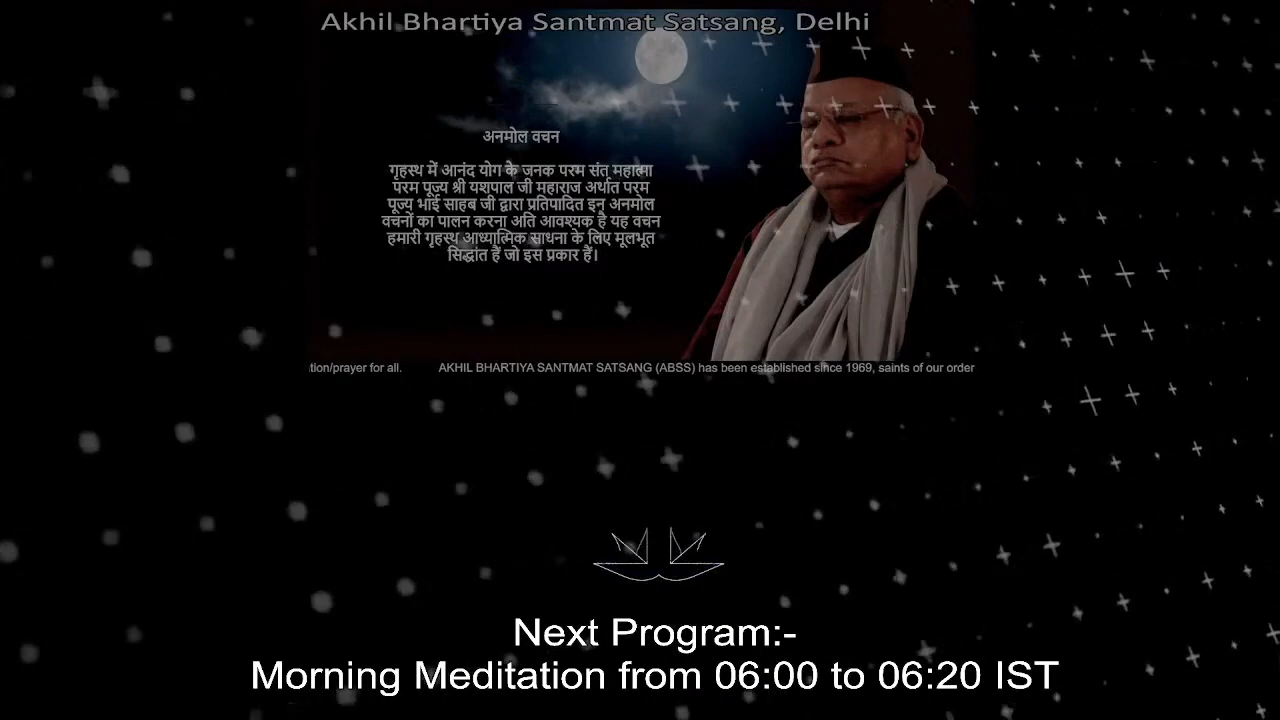 Akhil Bhartiya Santmat Satsang, Delhi
अनमोल वचन
गृहस्थ में आनंद योग के जनक परम संत महात्मा
परम पूज्य श्री यशपाल जी महाराज अर्थात परम
पूज्य भाई साहब जी द्वारा प्रतिपादित इन अनमोल
वचनों का पालन करना अति आवश्यक है यह वचन
हमारी गृहस्थ आध्यात्मिक साधना के लिए मूलभूत
सिद्धांत हैं जो इस प्रकार हैं।
tion/prayer for all. AKHIL BHARTIYA SANTMAT SATSANG (ABSS) has been established since 1969, saints of our order
Next Program:-
Morning Meditation from 06:00 to 06:20 IST